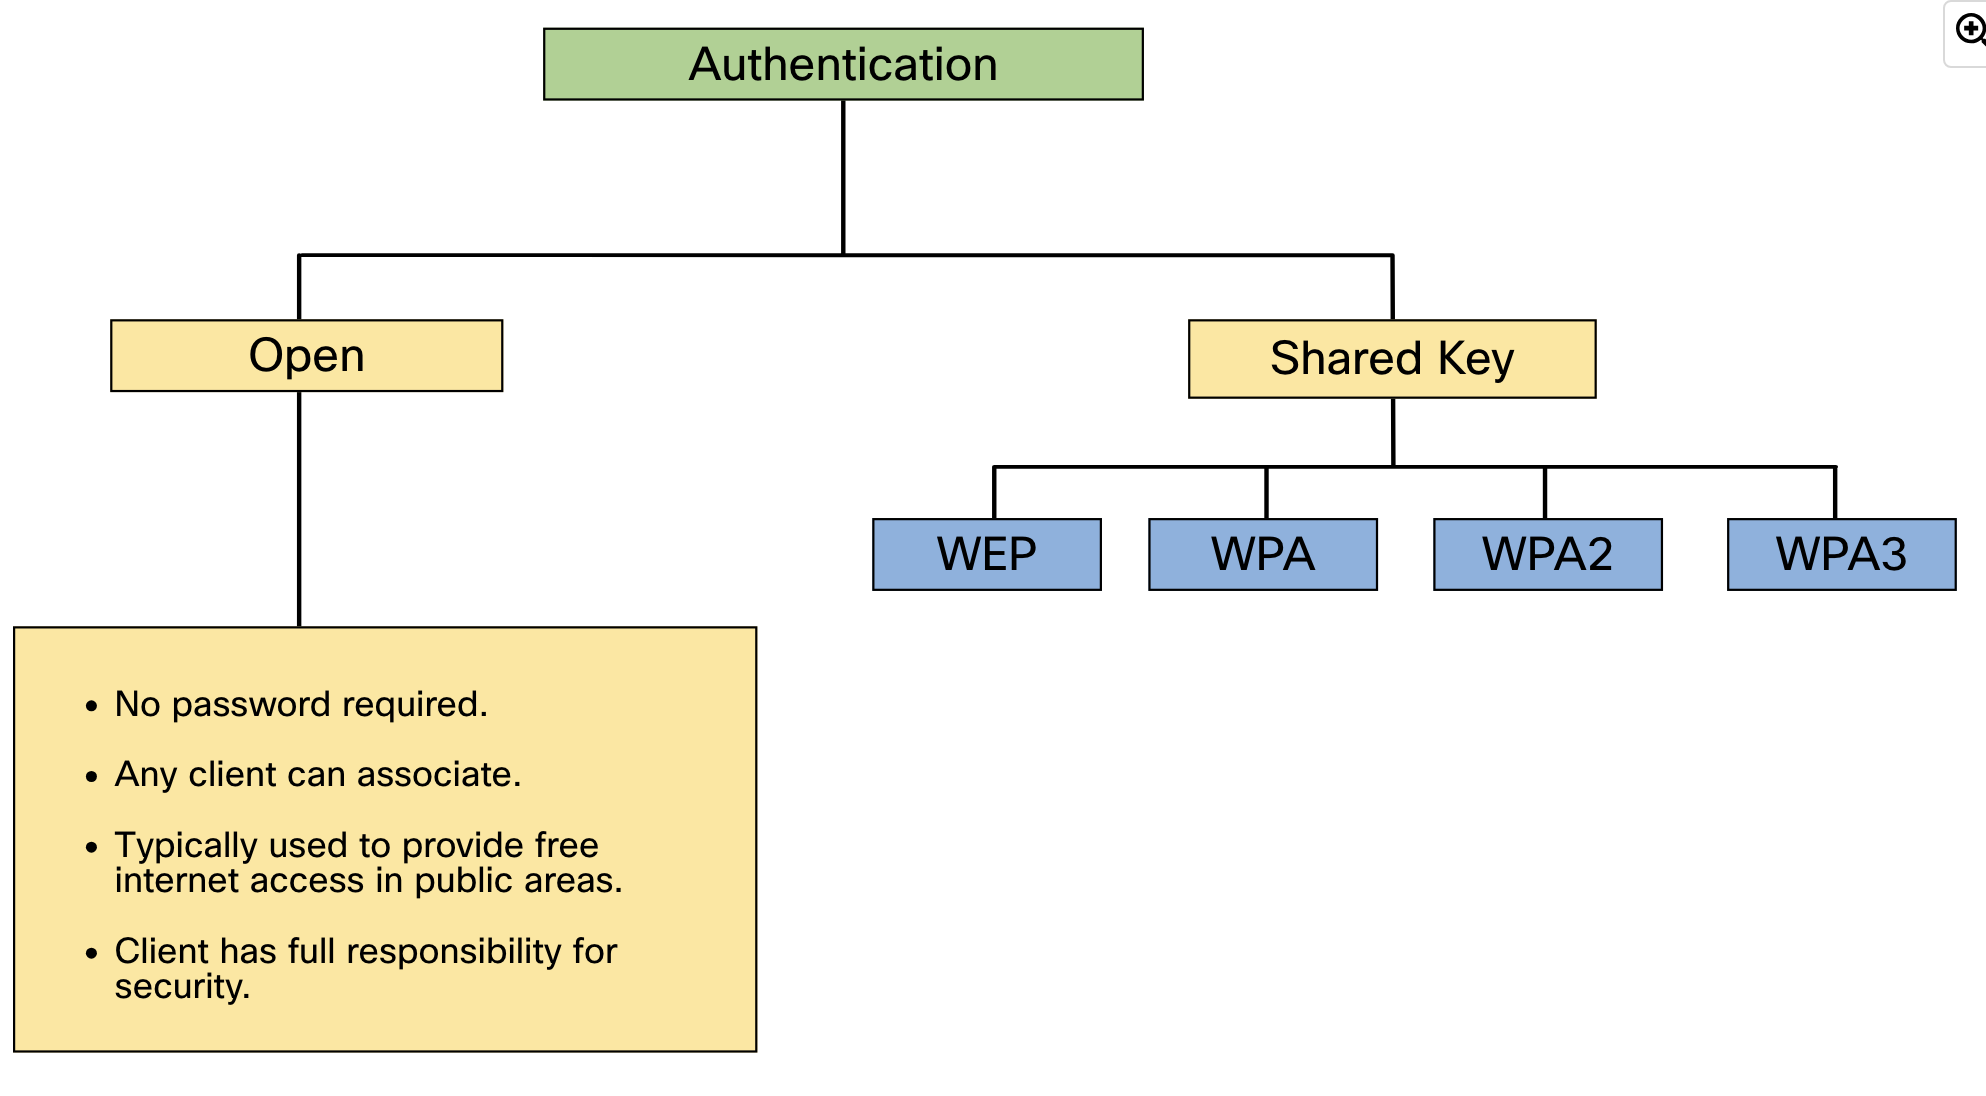 Authentication
Open
Shared Key
WEP
WPA
WPA2
WPA3
• No password required.
• Any client can associate.
• Typically used to provide free
internet access in public areas.
• Client has full responsibility for
security.